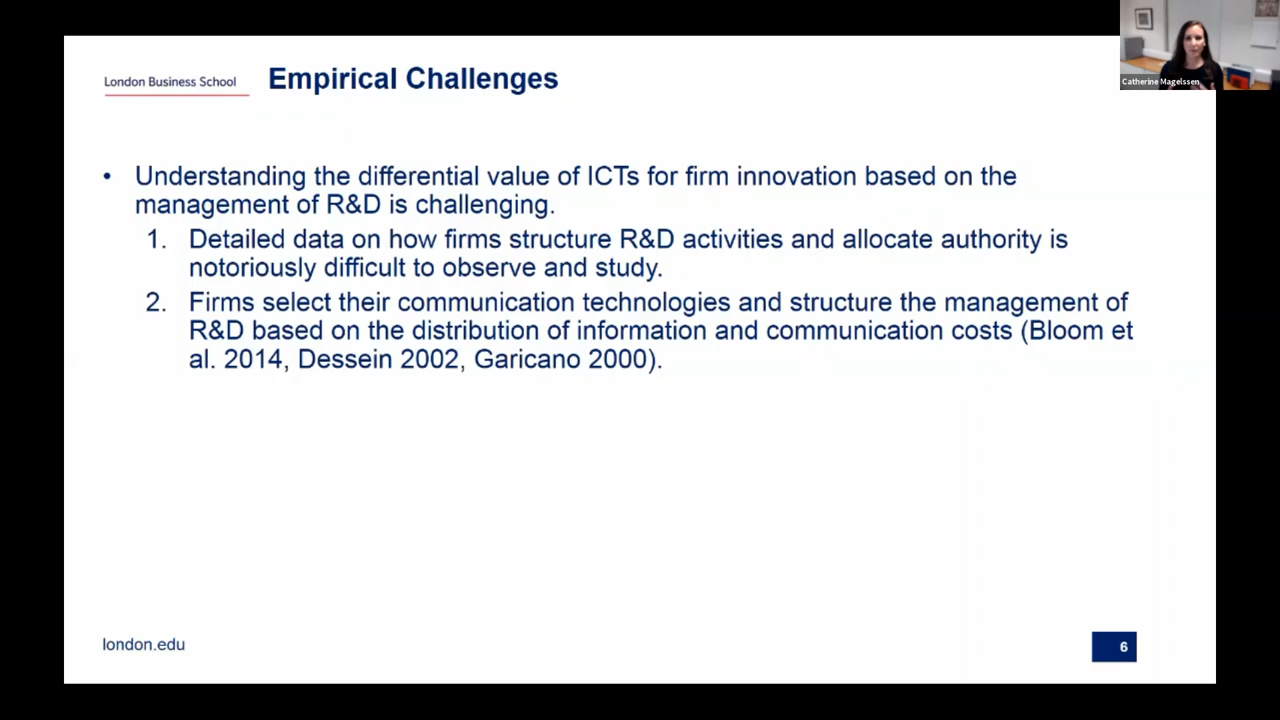 London Business School
Empirical Challenges
Catherine Magelssen
• Understanding the differential value of ICTs for firm innovation based on the
management of R&D is challenging.
1. Detailed data on how firms structure R&D activities and allocate authority is
notoriously difficult to observe and study.
2. Firms select their communication technologies and structure the management of
R&D based on the distribution of information and communication costs (Bloom et
al. 2014, Dessein 2002, Garicano 2000).
london.edu
6